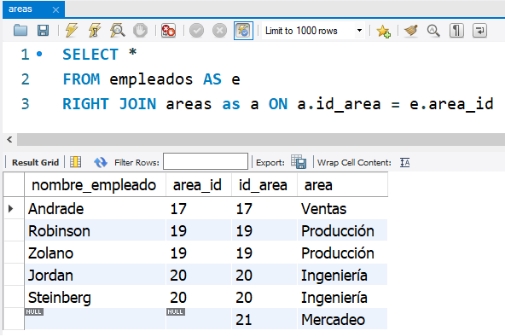 areas
Limit to 1000 rows
1 SELECT *
2 FROM empleados AS e
3 RIGHT JOIN areas as a ON a.id_area = e.area_id
Result Grid Filter Rows: Export: Wrap Cell Content:
nombre_empleado area_id id_area area
Andrade 17 17 Ventas
Robinson 19 19 Producción
Zolano 19 19 Producción
Jordan 20 20 Ingeniería
Steinberg 20 20 Ingeniería
NULL NULL 21 Mercadeo